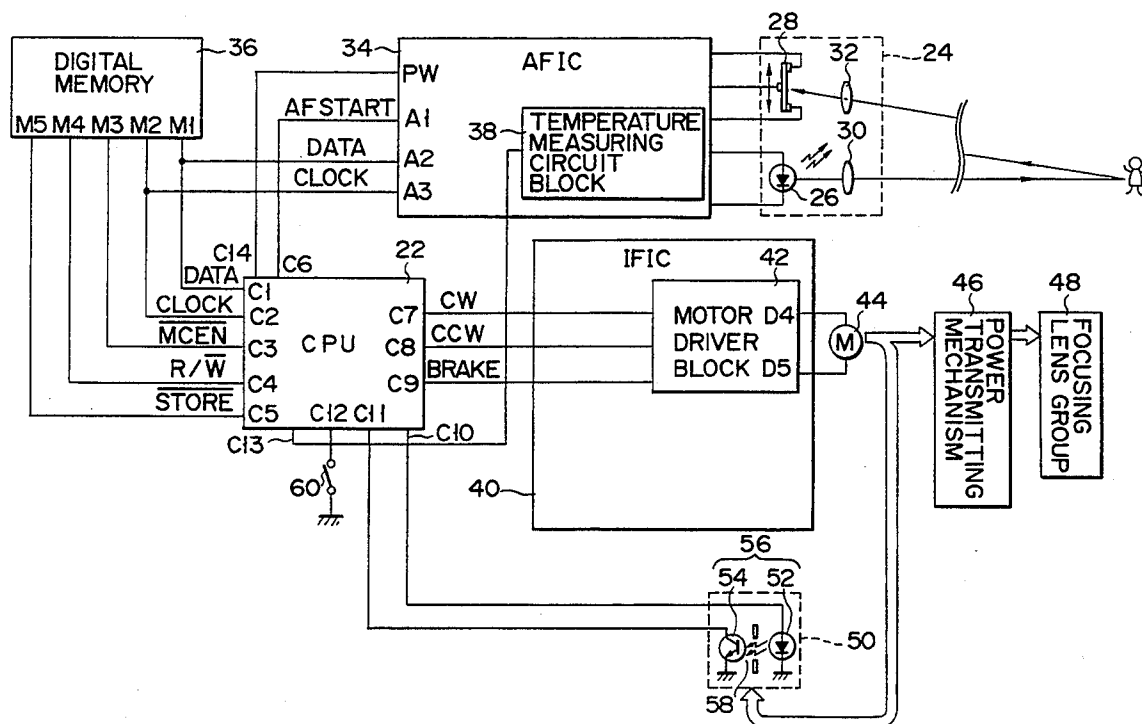 36
DIGITAL
MEMORY
M5 M4 M3 M2 M1
34
AFIC
PW
A1
A2
A3
AFSTART
DATA
CLOCK
38
TEMPERATURE
MEASURING
CIRCUIT
BLOCK
28
32
24
30
26
C14
C6
22
DATA
CLOCK
MCEN
R/W
STORE
C1
C2
C3
C4
C5
CPU
C7
C8
C9
C12 C11
C13
C10
CW
CCW
BRAKE
60
IFIC
40
42
MOTOR D4
DRIVER
BLOCK D5
44
M
46
POWER
TRANSMITTING
MECHANISM
48
FOCUSING
LENS GROUP
56
54
52
50
58